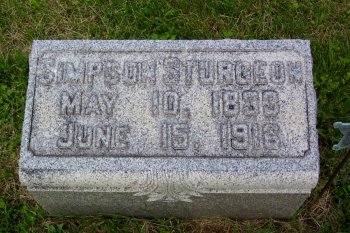 Simpson Sturgeon
May 10, 1833
June 15, 1916